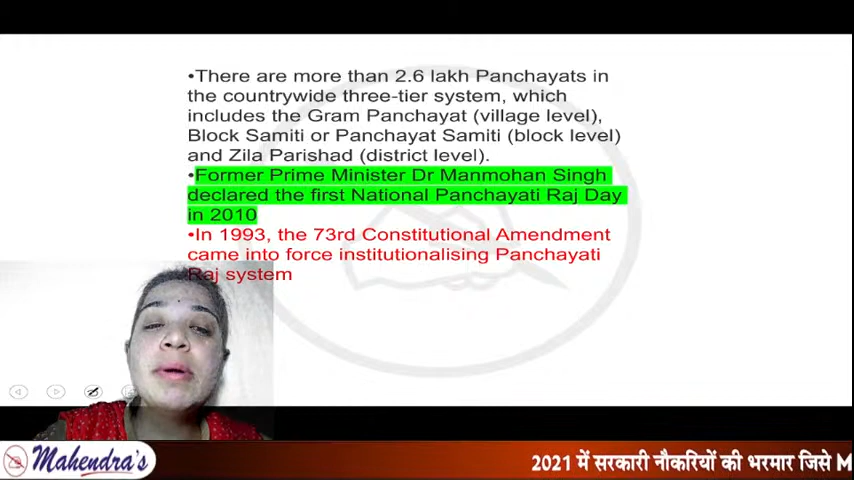 •There are more than 2.6 lakh Panchayats in
the countrywide three-tier system, which
includes the Gram Panchayat (village level),
Block Samiti or Panchayat Samiti (block level)
and Zila Parishad (district level).
•Former Prime Minister Dr Manmohan Singh
declared the first National Panchayati Raj Day
in 2010
•In 1993, the 73rd Constitutional Amendment
came into force institutionalising Panchayati
Raj system
Mahendra's
2021 में सरकारी नौकरियों की भरमार जिसे M